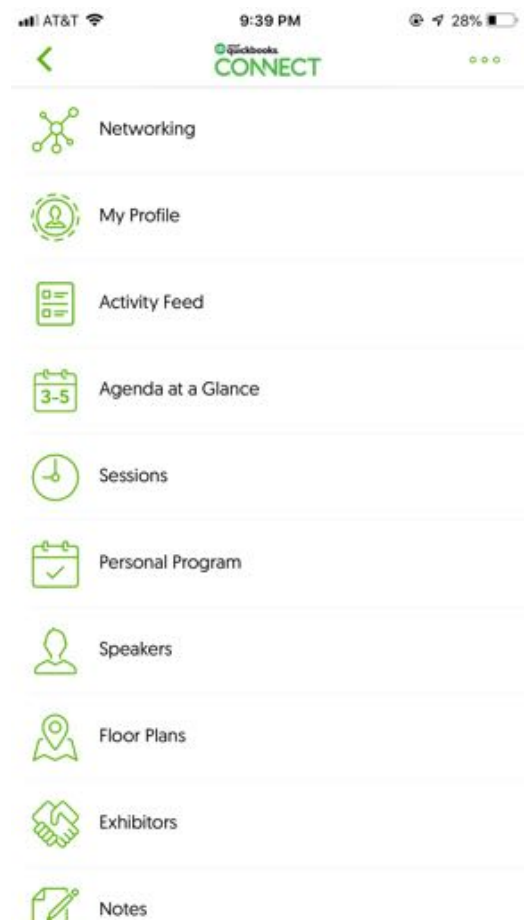 AT&T 9:39 PM 28%
quickbooks.
CONNECT
Networking
My Profile
Activity Feed
3-5 Agenda at a Glance
Sessions
Personal Program
Speakers
Floor Plans
Exhibitors
Notes